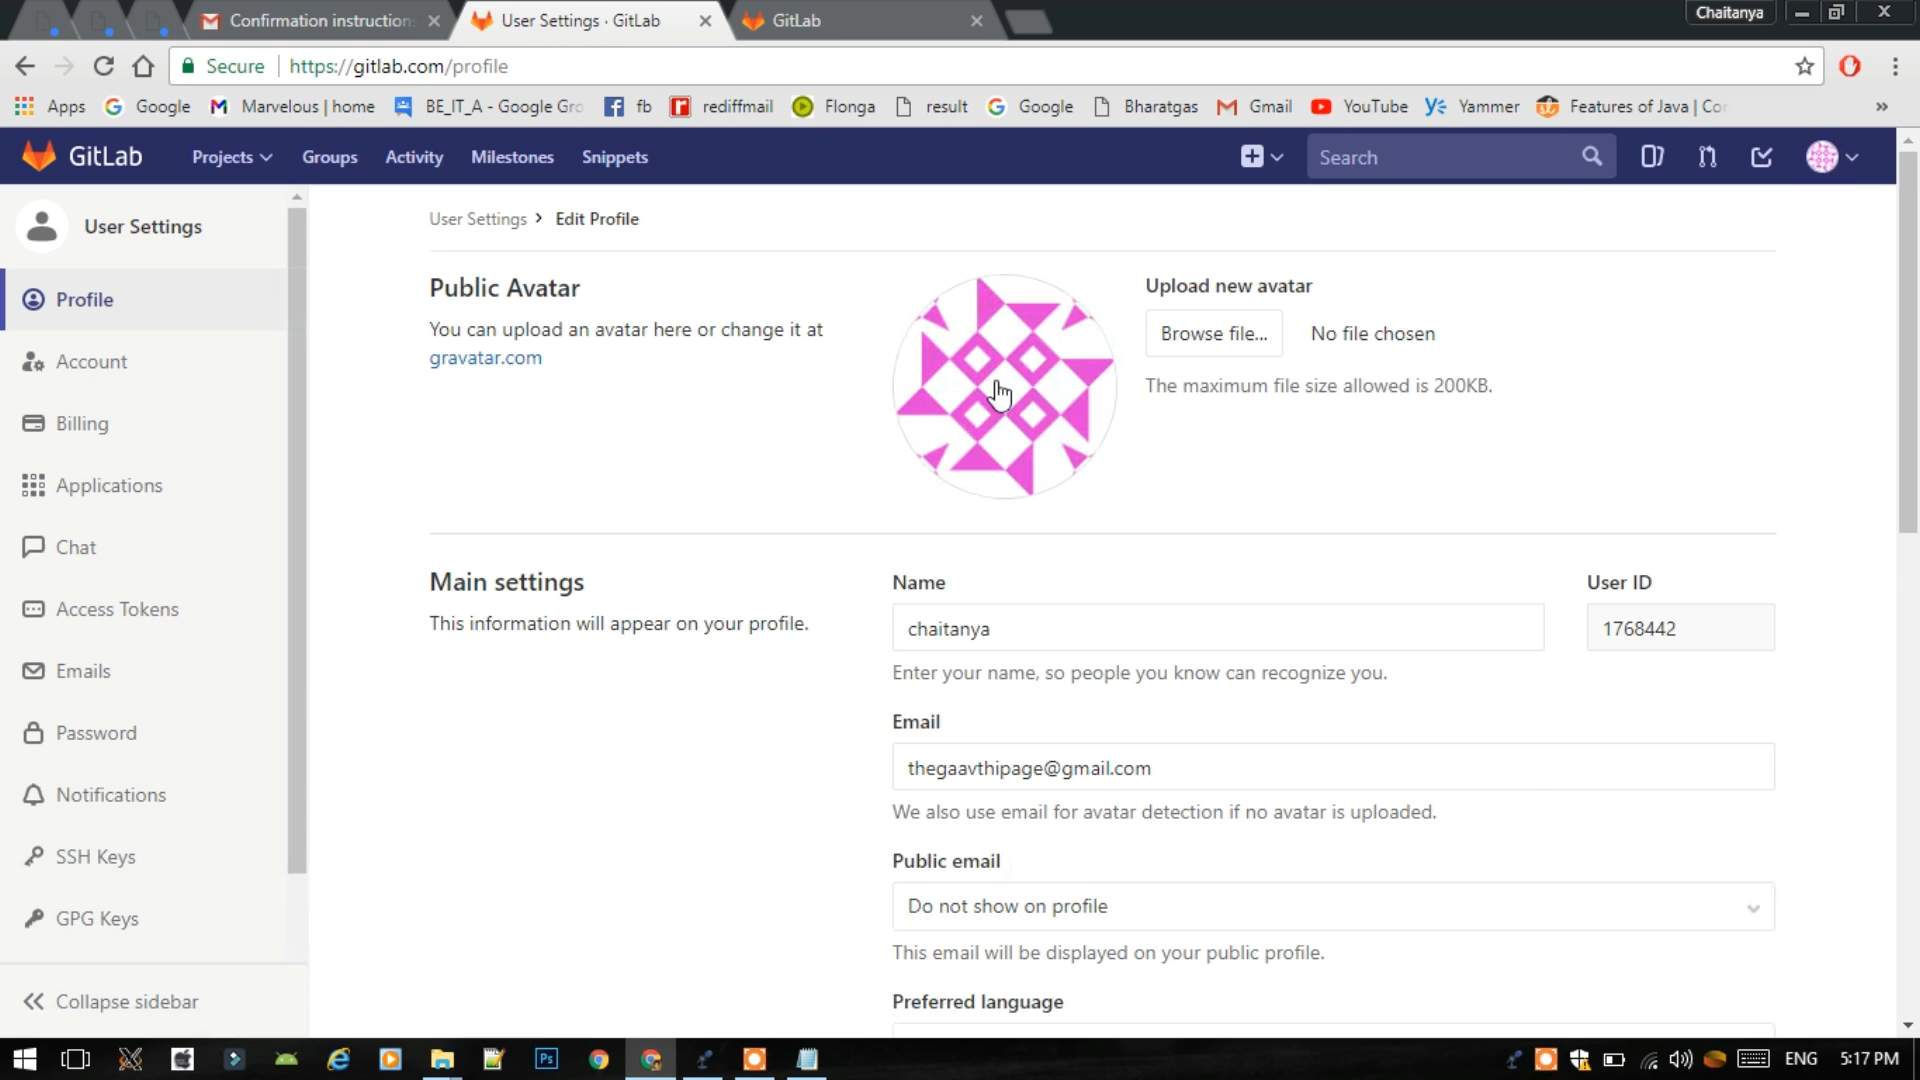 Confirmation instruction
User Settings · GitLab
GitLab
Chaitanya
Secure
https://gitlab.com/profile
Apps
Google
Marvelous | home
BE_IT_A - Google Gro
fb
rediffmail
Flonga
result
Google
Bharatgas
Gmail
YouTube
Yammer
Features of Java | Co
»
GitLab
Projects
Groups
Activity
Milestones
Snippets
Search
User Settings
Profile
Account
Billing
Applications
Chat
Access Tokens
Emails
Password
Notifications
SSH Keys
GPG Keys
Collapse sidebar
User Settings > Edit Profile
Public Avatar
You can upload an avatar here or change it at
gravatar.com
Upload new avatar
Browse file...
No file chosen
The maximum file size allowed is 200KB.
Main settings
This information will appear on your profile.
Name
chaitanya
Enter your name, so people you know can recognize you.
User ID
1768442
Email
thegaavthipage@gmail.com
We also use email for avatar detection if no avatar is uploaded.
Public email
Do not show on profile
This email will be displayed on your public profile.
Preferred language
Ps
ENG
5:17 PM